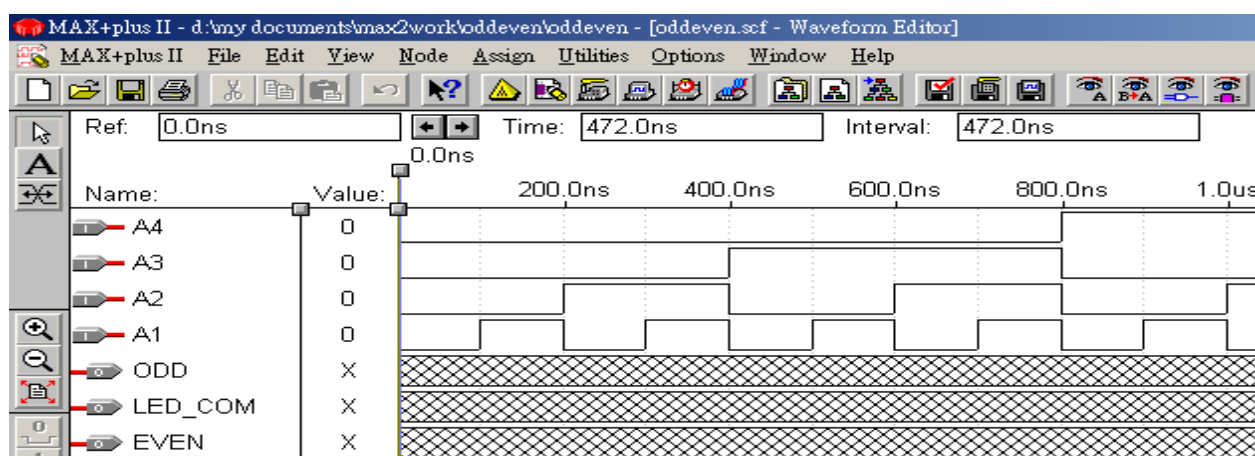 MAX+plus II - d:\my documents\max2work\oddeven\oddeven - [oddeven.scf - Waveform Editor]
MAX+plus II File Edit View Node Assign Utilities Options Window Help
Ref: 0.0ns Time: 472.0ns Interval: 472.0ns
0.0ns
Name: Value: 200.0ns 400.0ns 600.0ns 800.0ns 1.0us
A4 0
A3 0
A2 0
A1 0
ODD X
LED_COM X
EVEN X